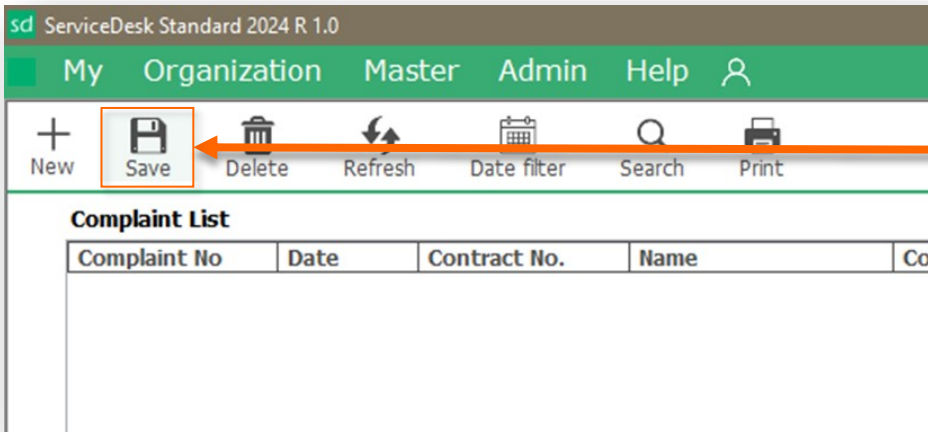 sd ServiceDesk Standard 2024 R 1.0
My Organization Master Admin Help
New Save Delete Refresh Date filter Search Print
Complaint List
Complaint No Date Contract No. Name Co